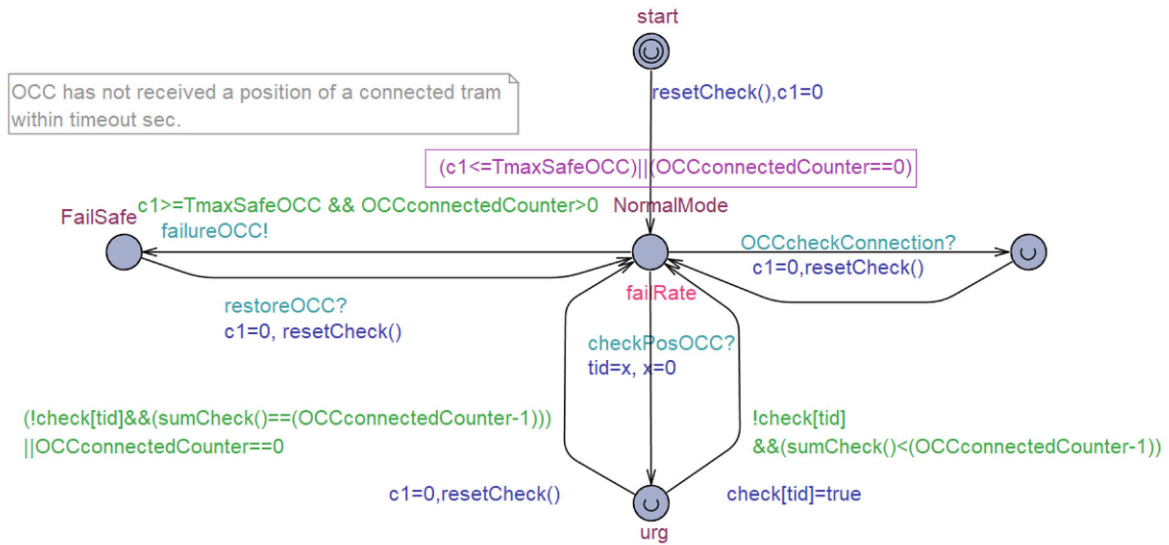 start
OCC has not received a position of a connected tram
within timeout sec.
resetCheck(),c1=0
(c1<=TmaxSafeOCC)||(OCCconnectedCounter==0)
c1>=TmaxSafeOCC && OCCconnectedCounter>0
NormalMode
FailSafe
failureOCC!
OCCcheckConnection?
c1=0,resetCheck()
failRate
restoreOCC?
c1=0, resetCheck()
checkPosOCC?
tid=x, x=0
(!check[tid]&&(sumCheck()==(OCCconnectedCounter-1)))
||OCCconnectedCounter==0
!check[tid]
&&(sumCheck()<(OCCconnectedCounter-1))
c1=0,resetCheck()
check[tid]=true
urg